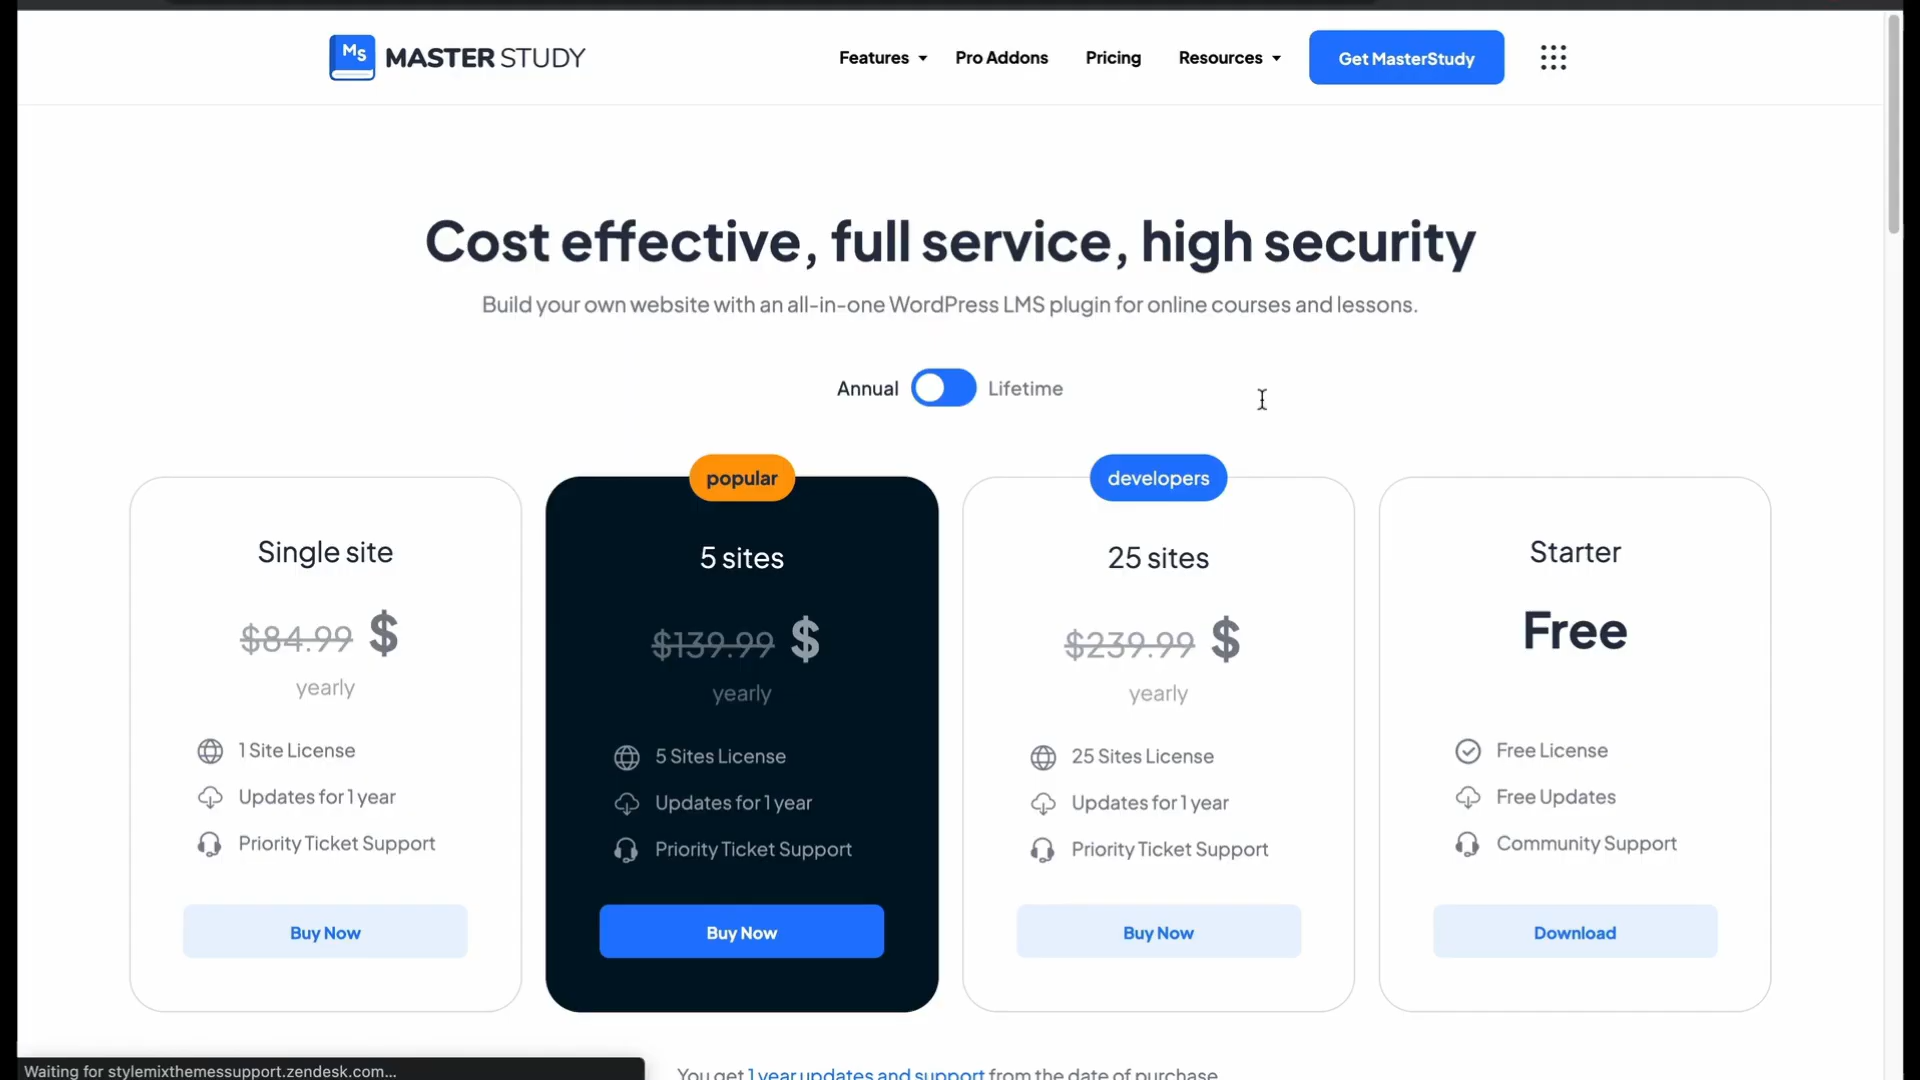 MS MASTER STUDY
Features Pro Addons Pricing Resources Get MasterStudy
Cost effective, full service, high security
Build your own website with an all-in-one WordPress LMS plugin for online courses and lessons.
Annual Lifetime
popular
developers
Single site
$84.99 $
yearly
1 Site License
Updates for 1 year
Priority Ticket Support
Buy Now
5 sites
$139.99 $
yearly
5 Sites License
Updates for 1 year
Priority Ticket Support
Buy Now
25 sites
$239.99 $
yearly
25 Sites License
Updates for 1 year
Priority Ticket Support
Buy Now
Starter
Free
Free License
Free Updates
Community Support
Download
You get 1 year updates and support from the date of purchase
Waiting for stylemixthemessupport.zendesk.com...